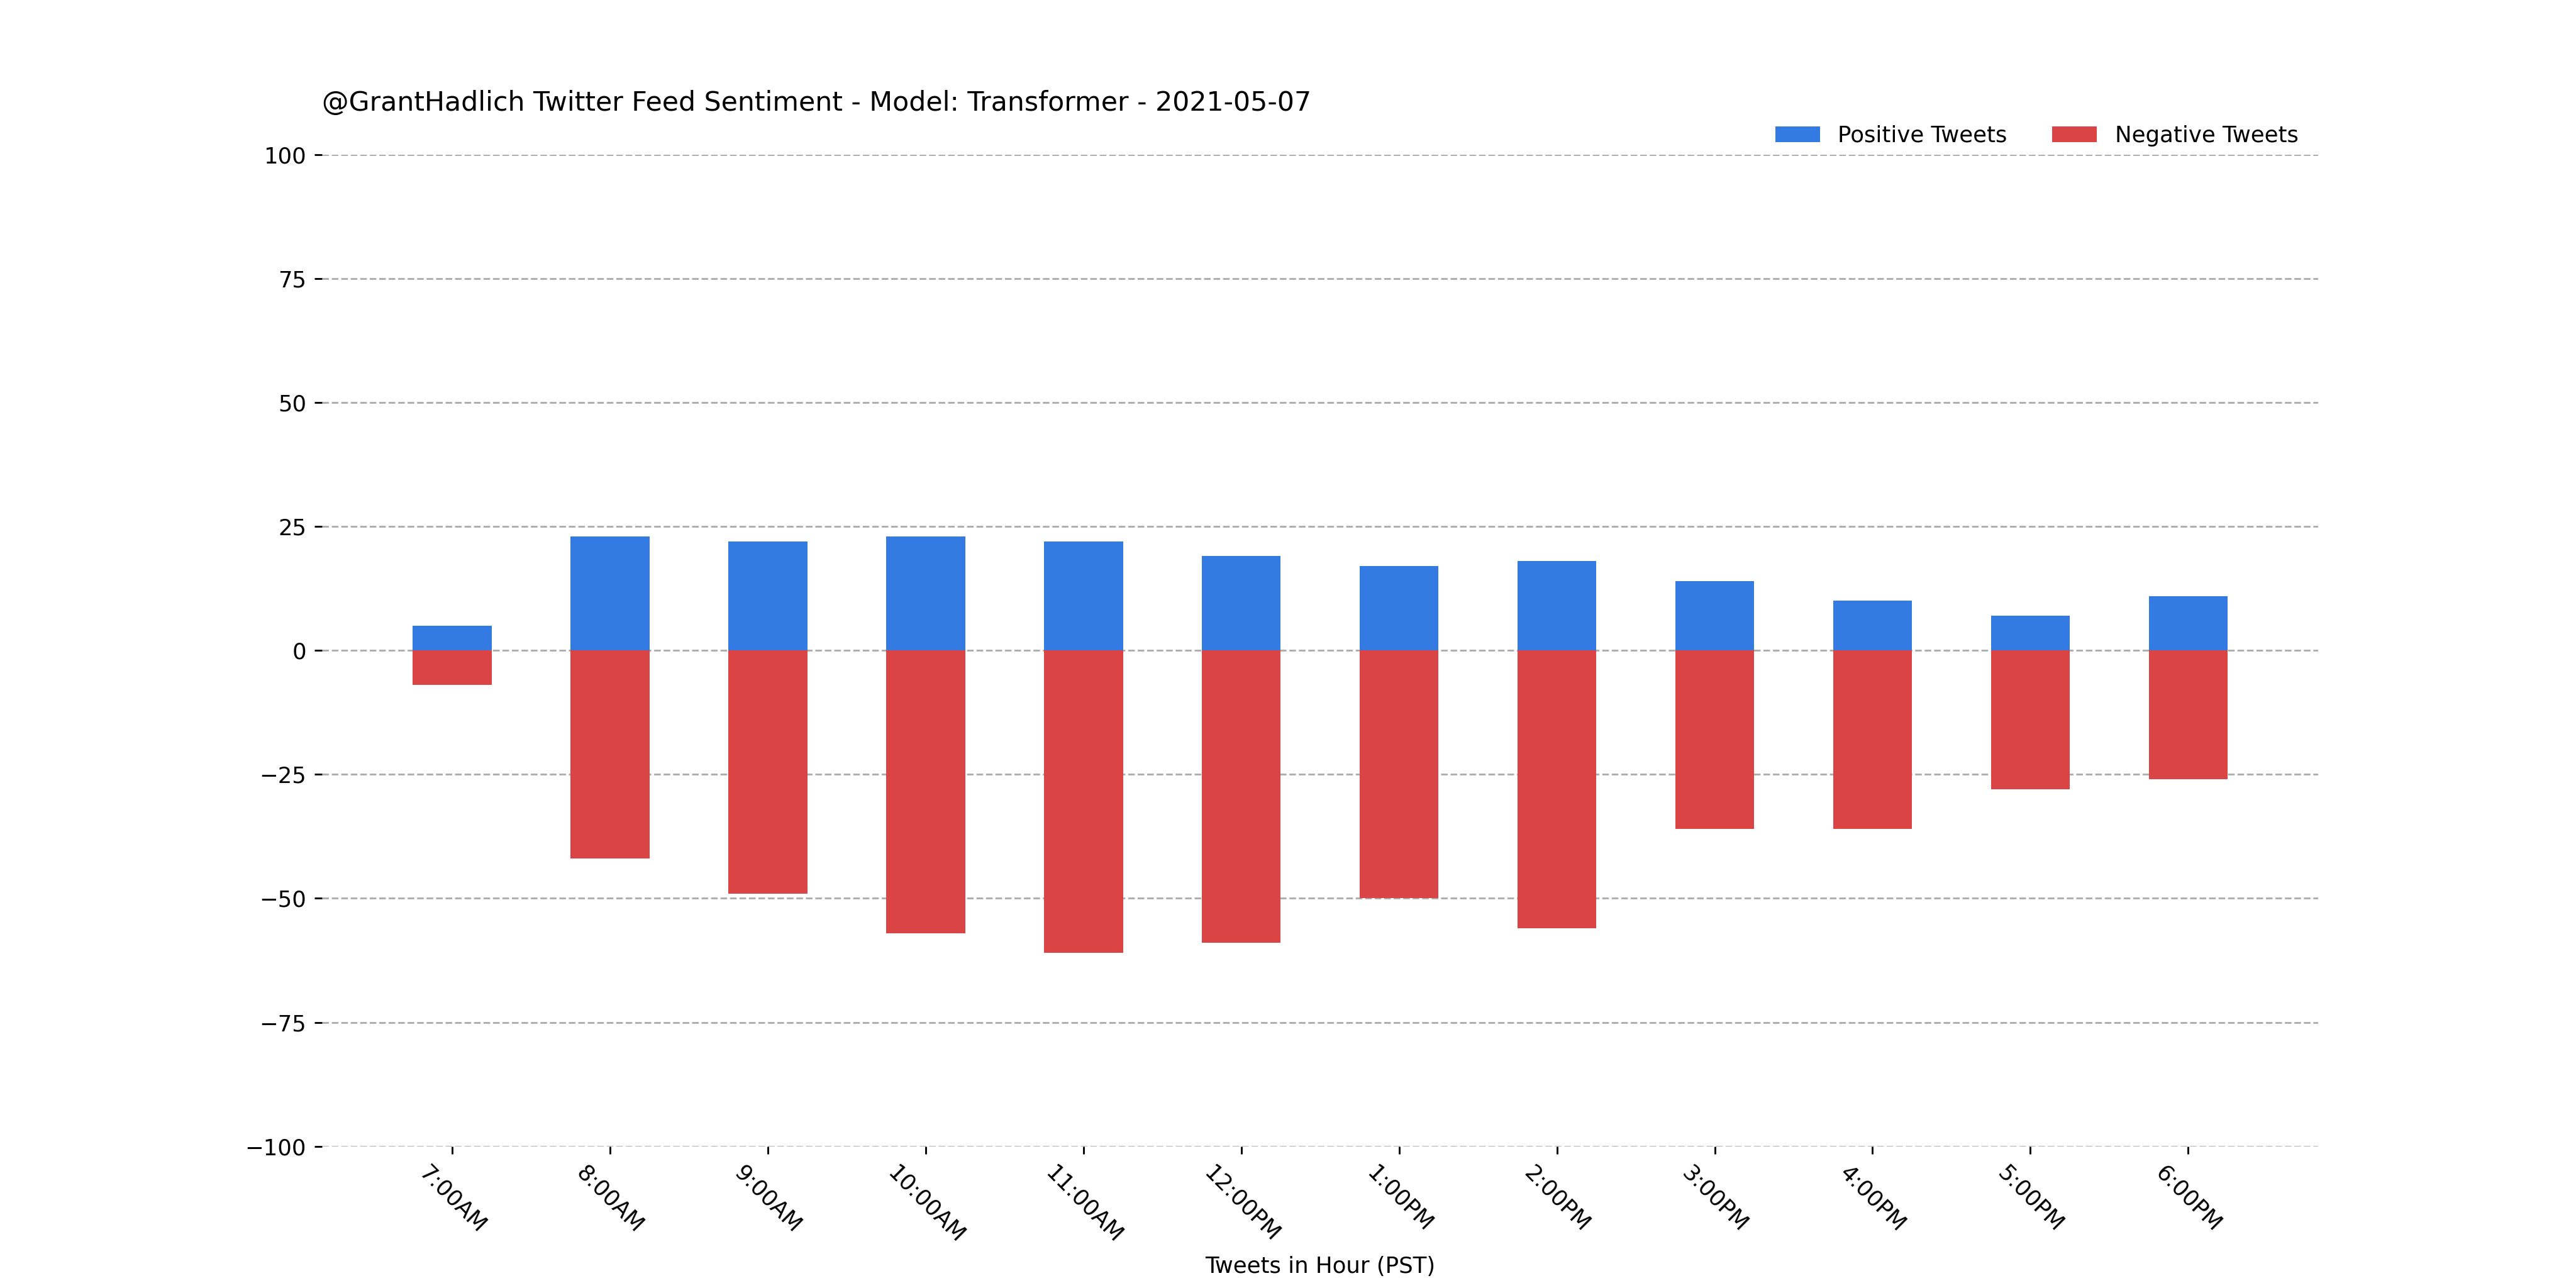 @GrantHadlich Twitter Feed Sentiment - Model: Transformer - 2021-05-07
Positive Tweets Negative Tweets
100
75
50
25
0
−25
−50
−75
−100
7:00AM 8:00AM 9:00AM 10:00AM 11:00AM 12:00PM 1:00PM 2:00PM 3:00PM 4:00PM 5:00PM 6:00PM
Tweets in Hour (PST)